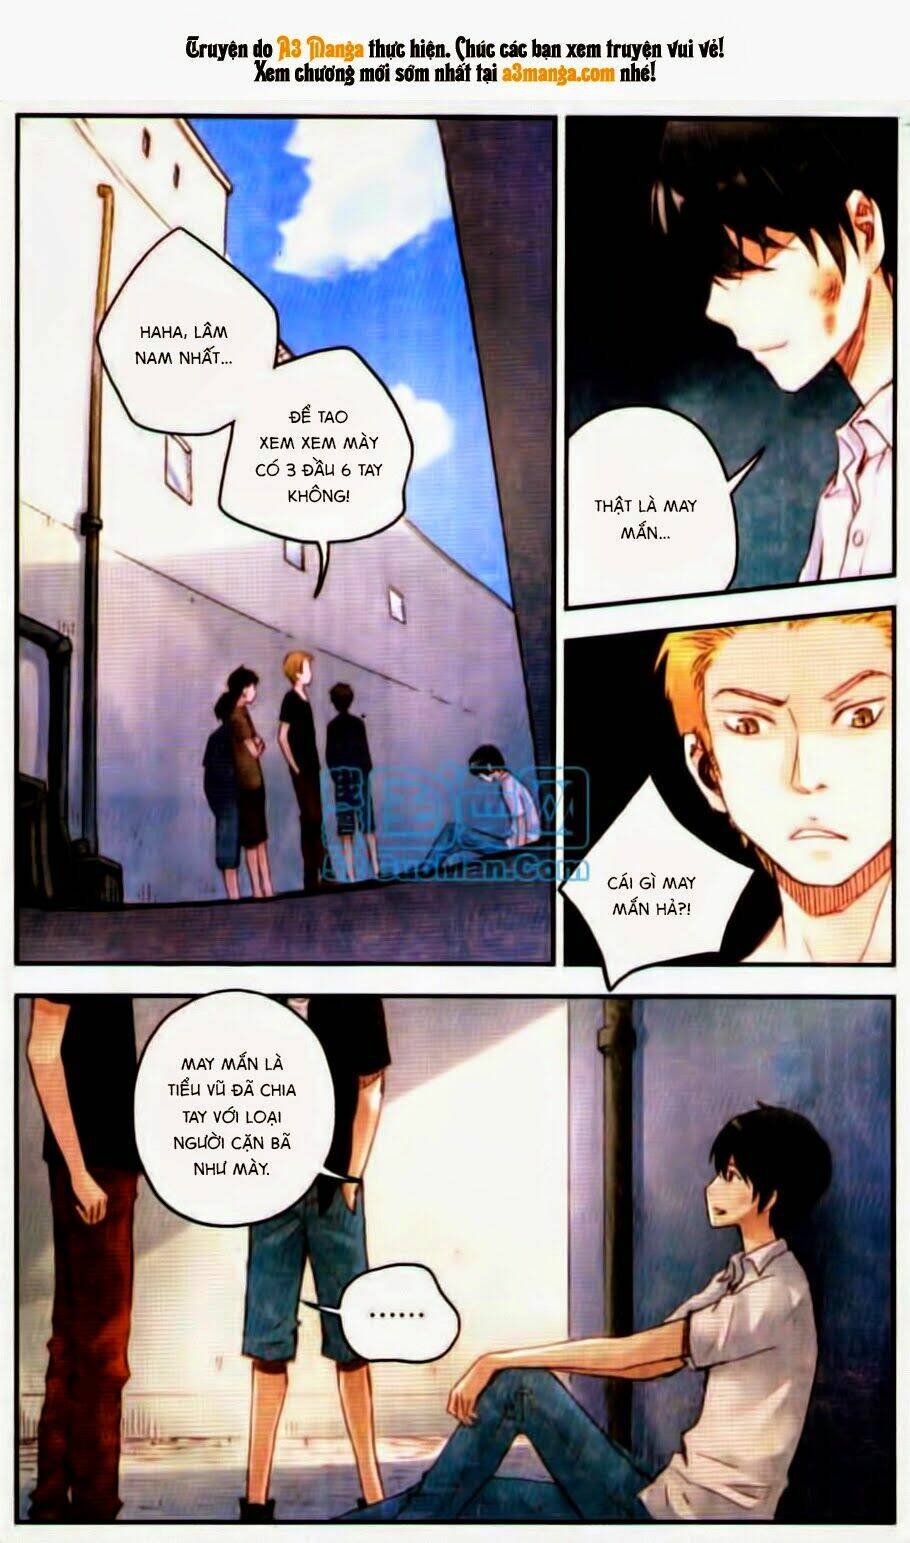 Truyện do A3 Manga thực hiện. Chúc các bạn xem truyện vui vẻ!
Xem chương mới sớm nhất tại a3manga.com nhé!
HAHA, LÂM
NAM NHẤT...
ĐỂ TAO
XEM XEM MÀY
CÓ 3 ĐẦU 6 TAY
KHÔNG!
THẬT LÀ MAY
MẮN...
CÁI GÌ MAY
MẮN HẢ?!
MAY MẮN LÀ
TIỂU VŨ ĐÃ CHIA
TAY VỚI LOẠI
NGƯỜI CẶN BÃ
NHƯ MÀY.
......